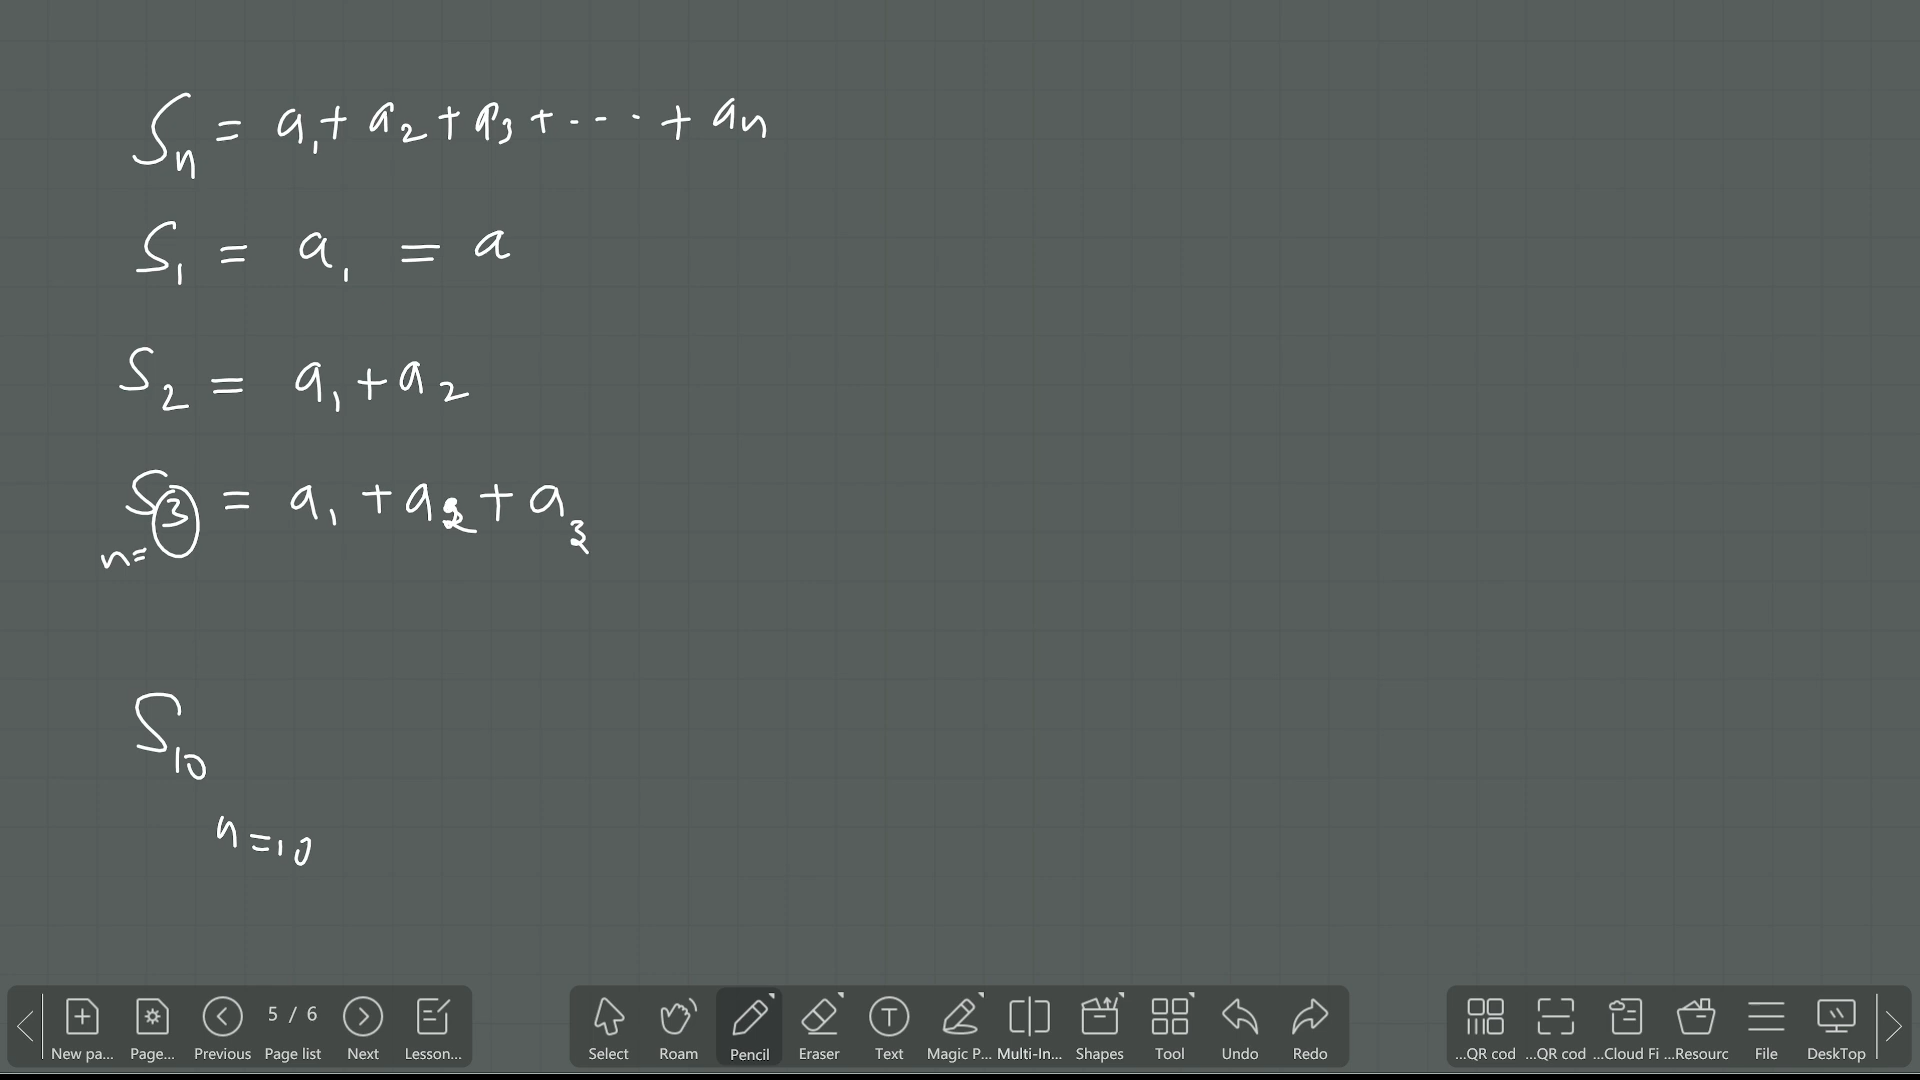 Sn = a1 + a2 + a3 + ... + an
S1 = a1 = a
S2 = a1 + a2
S3 = a1 + a2 + a3
n=
S10
n=10
5 / 6
New pa... Page... Previous Page list Next Lesson... Select Roam Pencil Eraser Text Magic P... Multi-In... Shapes Tool Undo Redo ...QR cod ...QR cod ...Cloud Fi ...Resourc File DeskTop